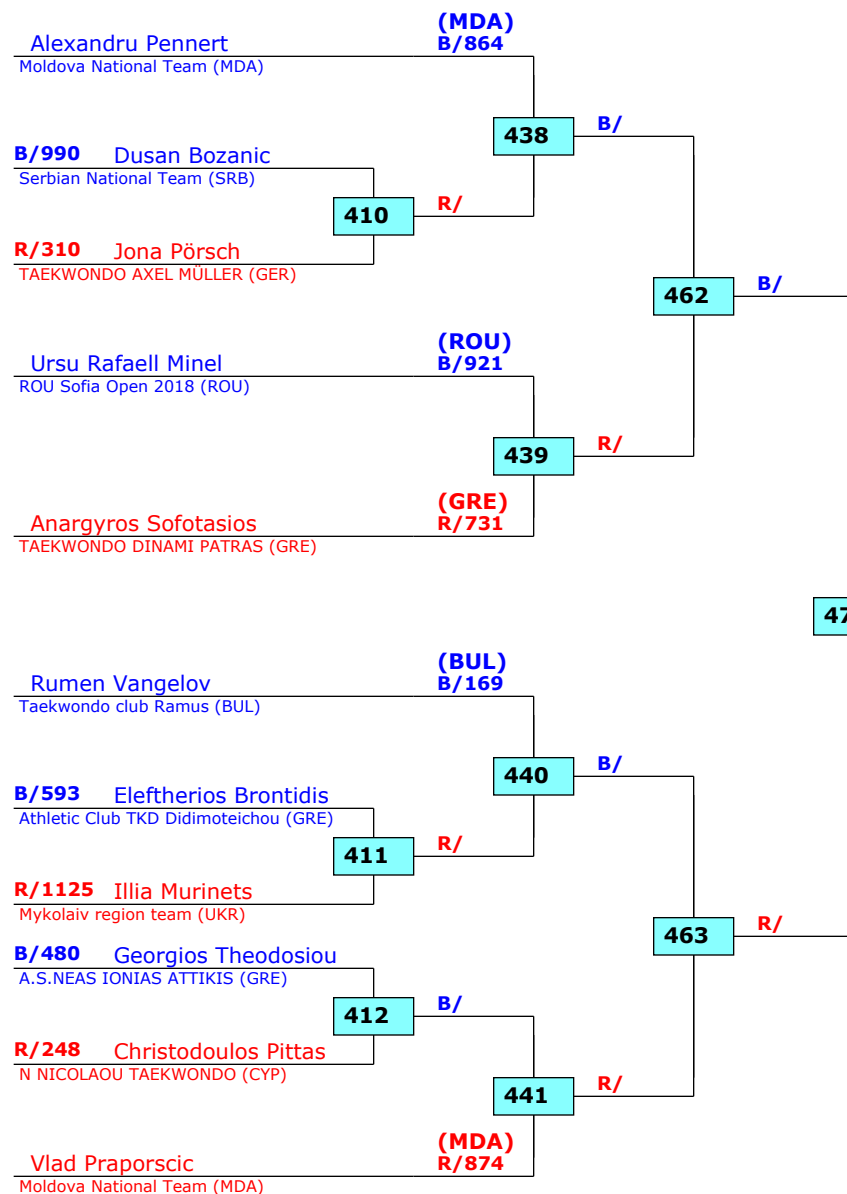 (MDA)
Alexandru Pennert B/864
Moldova National Team (MDA)
438 B/
B/990 Dusan Bozanic
Serbian National Team (SRB)
410 R/
R/310 Jona Pörsch
TAEKWONDO AXEL MÜLLER (GER)
462 B/
(ROU)
Ursu Rafaell Minel B/921
ROU Sofia Open 2018 (ROU)
439 R/
(GRE)
Anargyros Sofotasios R/731
TAEKWONDO DINAMI PATRAS (GRE)
47
(BUL)
Rumen Vangelov B/169
Taekwondo club Ramus (BUL)
440 B/
B/593 Eleftherios Brontidis
Athletic Club TKD Didimoteichou (GRE)
411 R/
R/1125 Illia Murinets
Mykolaiv region team (UKR)
463 R/
B/480 Georgios Theodosiou
A.S.NEAS IONIAS ATTIKIS (GRE)
412 B/
R/248 Christodoulos Pittas
N NICOLAOU TAEKWONDO (CYP)
441 R/
(MDA)
Vlad Praporscic R/874
Moldova National Team (MDA)